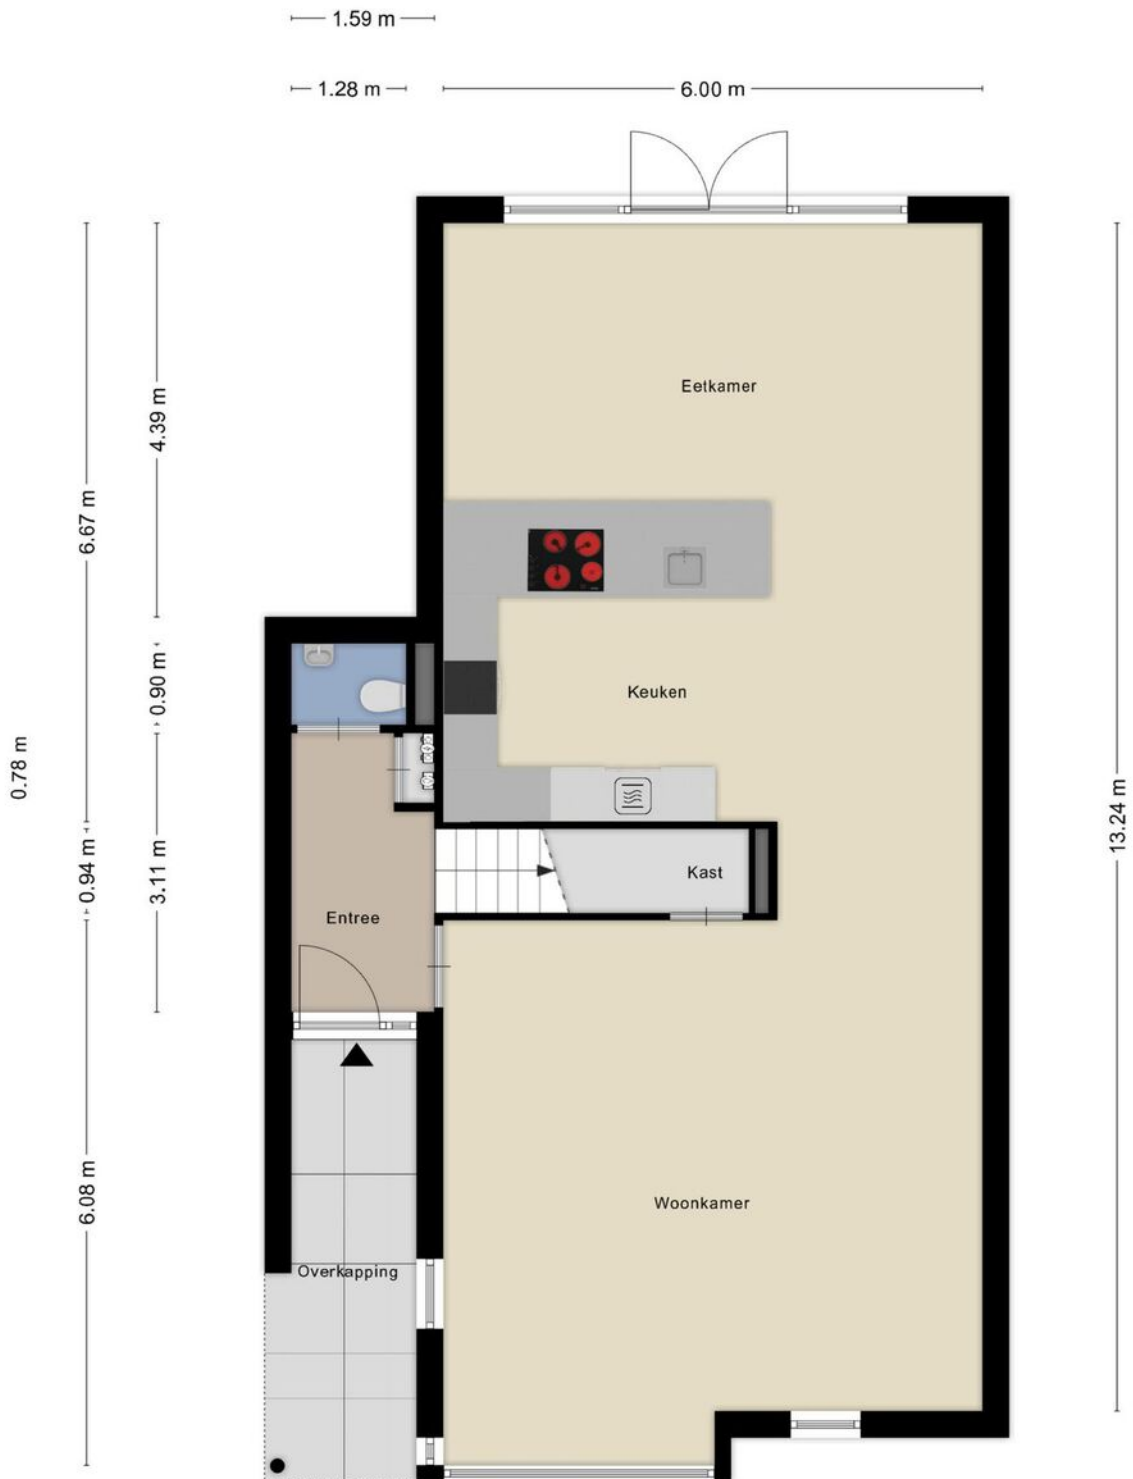 1.59 m
1.28 m
6.00 m
Eetkamer
4.39 m
6.67 m
0.90 m
Keuken
0.78 m
13.24 m
0.94 m
3.11 m
Kast
Entree
6.08 m
Woonkamer
Overkapping